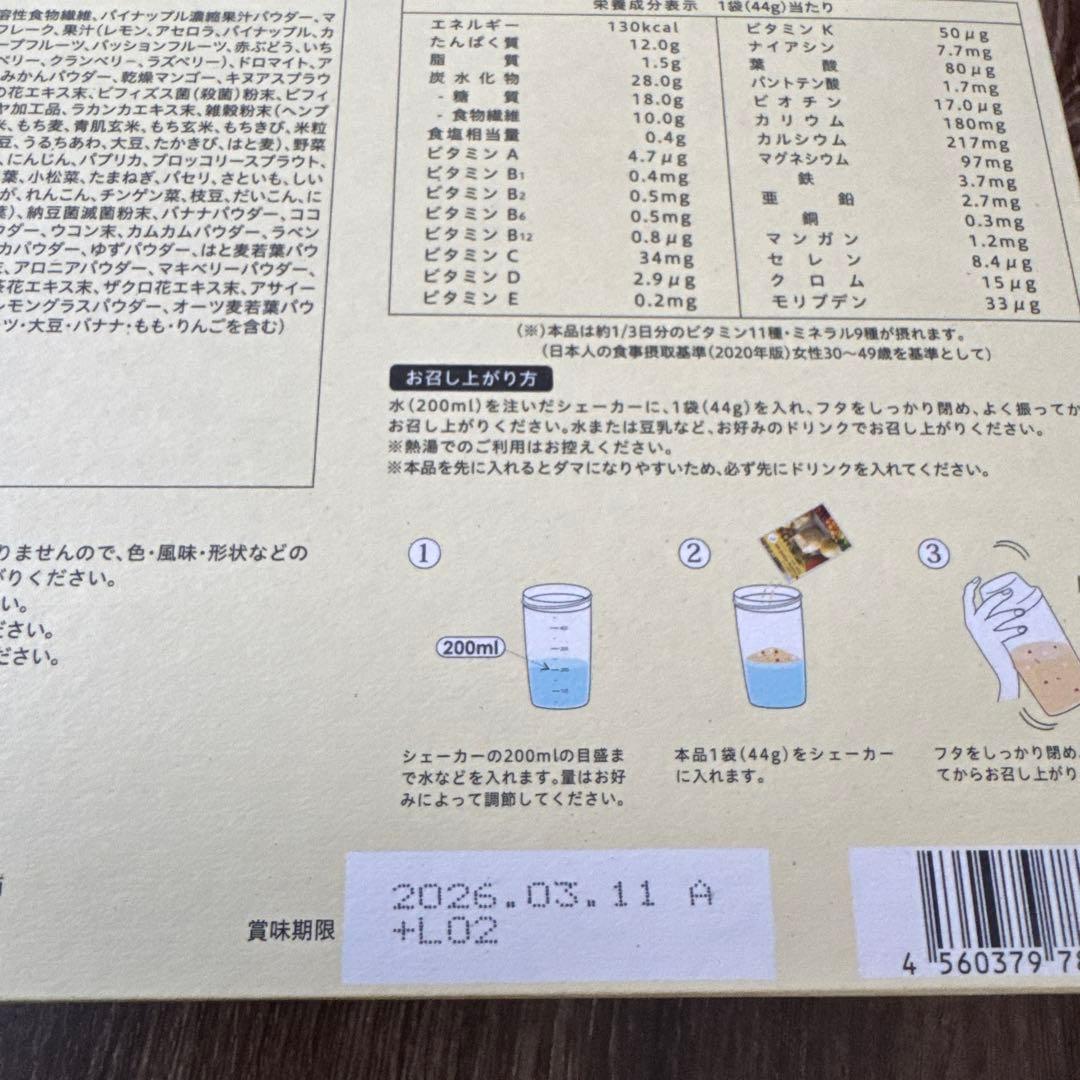 溶性食物繊維、パイナップル濃縮果汁パウダー、マ
フレーク、果汁(レモン、アセロラ、パイナップル、カ
ープフルーツ、パッションフルーツ、赤ぶどう、いち
ベリー、クランベリー、ラズベリー)、ドロマイト、ア
みかんパウダー、乾燥マンゴー、キヌアスプラウ
の花エキス末、ビフィズス菌(殺菌)粉末、ビフィ
ヤ加工品、ラカンカエキス末、雑穀粉末(ヘンプ
米、もち麦、青肌玄米、もち玄米、もちきび、米粒
豆、うるちあわ、大豆、たかきび、はと麦)、野菜
、にんじん、パプリカ、ブロッコリースプラウト、
葉、小松菜、たまねぎ、パセリ、さといも、しい
が、れんこん、チンゲン菜、枝豆、だいこん、に
葉)、納豆菌滅菌粉末、バナナパウダー、ココ
ウダー、ウコン末、カムカムパウダー、ラベン
カパウダー、ゆずパウダー、はと麦若葉パウ
、アロニアパウダー、マキベリーパウダー、
茶花エキス末、ザクロ花エキス末、アサイー
レモングラスパウダー、オーツ麦若葉パウ
ーツ・大豆・バナナ・もも・りんごを含む)
栄養成分表示 1袋(44g)当たり
エネルギー 130kcal
たんぱく質 12.0g
脂質 1.5g
炭水化物 28.0g
- 糖質 18.0g
- 食物繊維 10.0g
食塩相当量 0.4g
ビタミン A 4.7μg
ビタミン B1 0.4mg
ビタミン B2 0.5mg
ビタミン B6 0.5mg
ビタミン B12 0.8μg
ビタミン C 34mg
ビタミン D 2.9μg
ビタミン E 0.2mg
ビタミン K 50μg
ナイアシン 7.7mg
葉酸 80μg
パントテン酸 1.7mg
ビオチン 17.0μg
カリウム 180mg
カルシウム 217mg
マグネシウム 97mg
鉄 3.7mg
亜鉛 2.7mg
銅 0.3mg
マンガン 1.2mg
セレン 8.4μg
クロム 15μg
モリブデン 33μg
(※)本品は約1/3日分のビタミン11種・ミネラル9種が摂れます。
(日本人の食事摂取基準(2020年版)女性30〜49歳を基準として)
お召し上がり方
水(200ml)を注いだシェーカーに、1袋(44g)を入れ、フタをしっかり閉め、よく振ってか
お召し上がりください。水または豆乳など、お好みのドリンクでお召し上がりください。
※熱湯でのご利用はお控えください。
※本品を先に入れるとダマになりやすいため、必ず先にドリンクを入れてください。
りませんので、色・風味・形状などの
がりください。
い。
ださい。
ださい。
① ② ③
200ml
シェーカーの200mlの目盛ま
で水などを入れます。量はお好
みによって調節してください。
本品1袋(44g)をシェーカー
に入れます。
フタをしっかり閉め、
てからお召し上がり
賞味期限
2026.03.11 A
+L02
4 560379 78